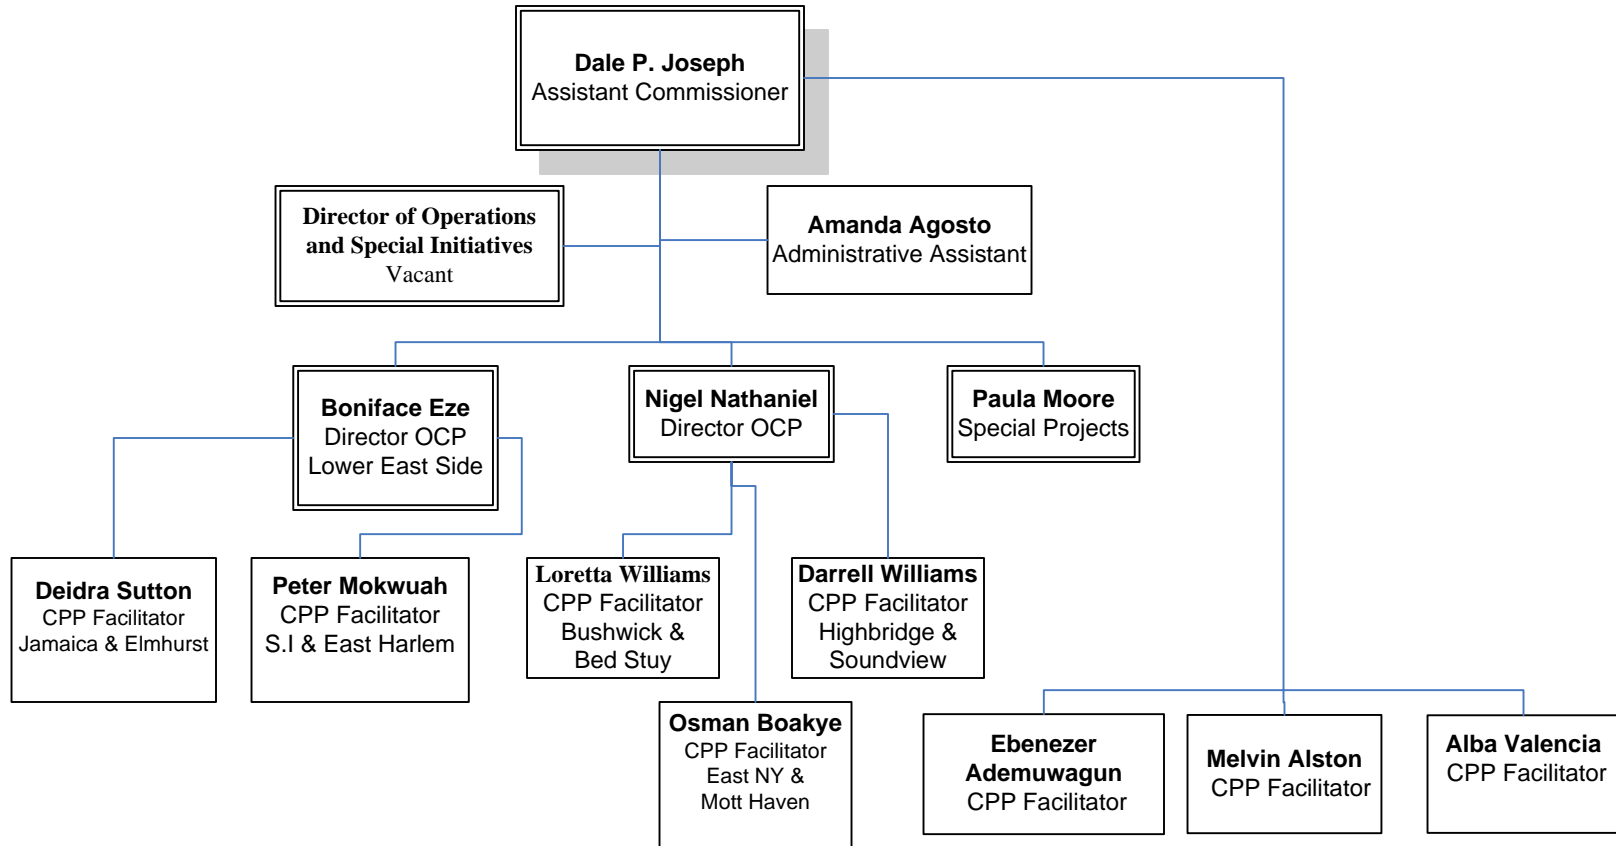 Dale P. Joseph
Assistant Commissioner
Director of Operations
and Special Initiatives
Vacant
Amanda Agosto
Administrative Assistant
Boniface Eze
Director OCP
Lower East Side
Nigel Nathaniel
Director OCP
Paula Moore
Special Projects
Deidra Sutton
CPP Facilitator
Jamaica & Elmhurst
Peter Mokwuah
CPP Facilitator
S.I & East Harlem
Loretta Williams
CPP Facilitator
Bushwick &
Bed Stuy
Darrell Williams
CPP Facilitator
Highbridge &
Soundview
Osman Boakye
CPP Facilitator
East NY &
Mott Haven
Ebenezer
Ademuwagun
CPP Facilitator
Melvin Alston
CPP Facilitator
Alba Valencia
CPP Facilitator